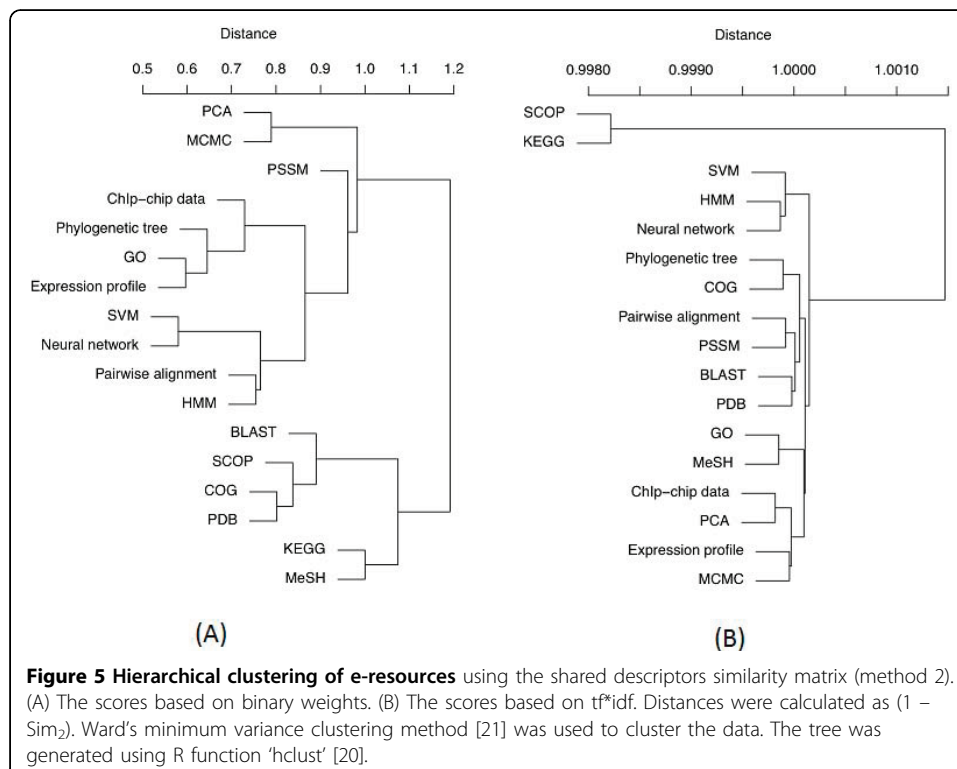 Distance
0.5 0.6 0.7 0.8 0.9 1.0 1.1 1.2
PCA
MCMC
PSSM
ChIp-chip data
Phylogenetic tree
GO
Expression profile
SVM
Neural network
Pairwise alignment
HMM
BLAST
SCOP
COG
PDB
KEGG
MeSH
(A)
Distance
0.9980 0.9990 1.0000 1.0010
SCOP
KEGG
SVM
HMM
Neural network
Phylogenetic tree
COG
Pairwise alignment
PSSM
BLAST
PDB
GO
MeSH
ChIp-chip data
PCA
Expression profile
MCMC
(B)
Figure 5 Hierarchical clustering of e-resources using the shared descriptors similarity matrix (method 2).
(A) The scores based on binary weights. (B) The scores based on tf*idf. Distances were calculated as (1 –
Sim₂). Ward's minimum variance clustering method [21] was used to cluster the data. The tree was
generated using R function 'hclust' [20].